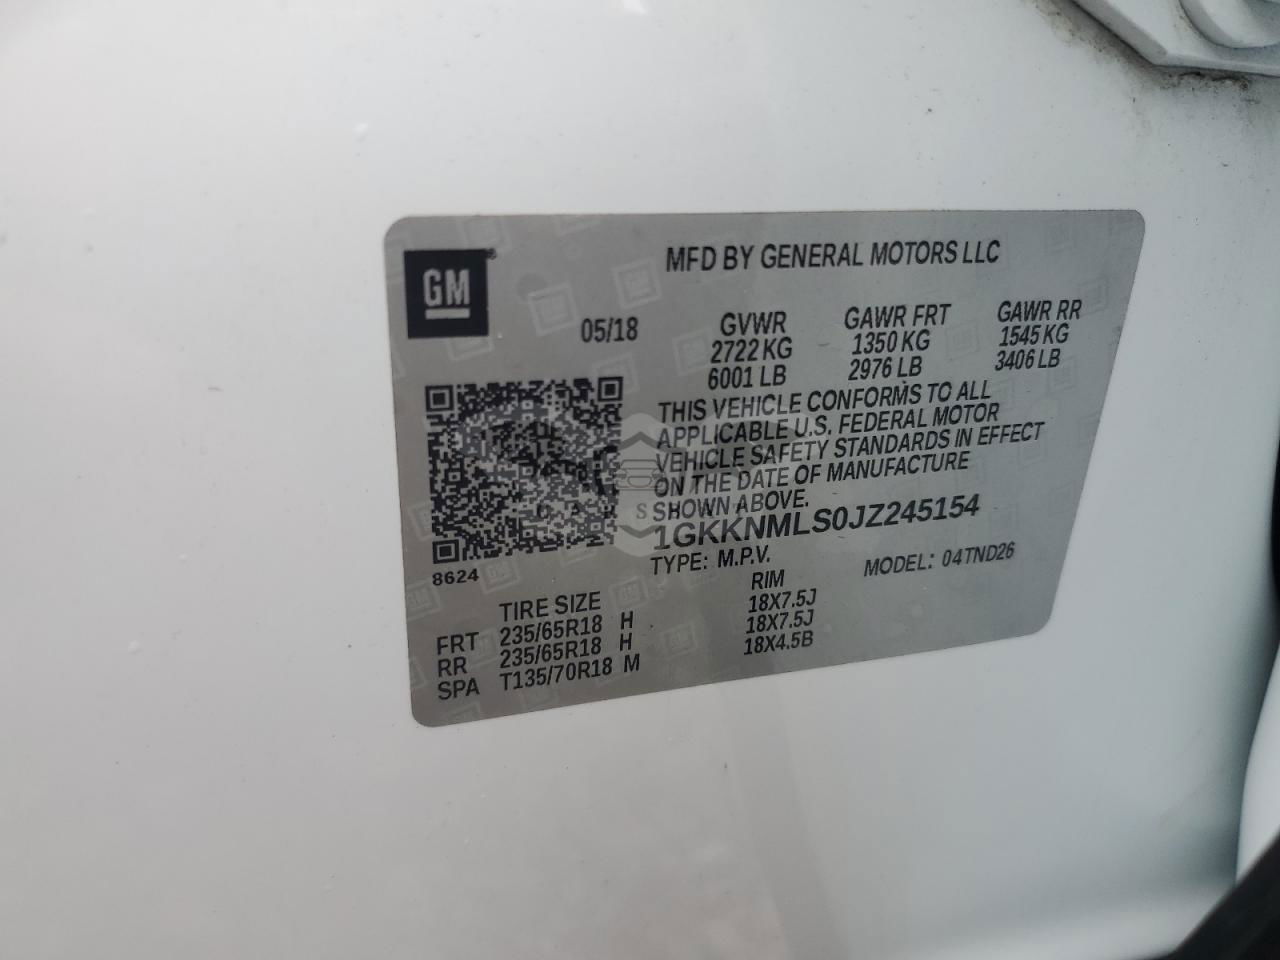 GM
MFD BY GENERAL MOTORS LLC
05/18
GVWR GAWR FRT GAWR RR
2722 KG 1350 KG 1545 KG
6001 LB 2976 LB 3406 LB
THIS VEHICLE CONFORMS TO ALL
APPLICABLE U.S. FEDERAL MOTOR
VEHICLE SAFETY STANDARDS IN EFFECT
ON THE DATE OF MANUFACTURE
SHOWN ABOVE.
1GKKNMLS0JZ245154
TYPE: M.P.V. MODEL: 04TND26
8624
TIRE SIZE RIM
FRT 235/65R18 H 18X7.5J
RR 235/65R18 H 18X7.5J
SPA T135/70R18 M 18X4.5B